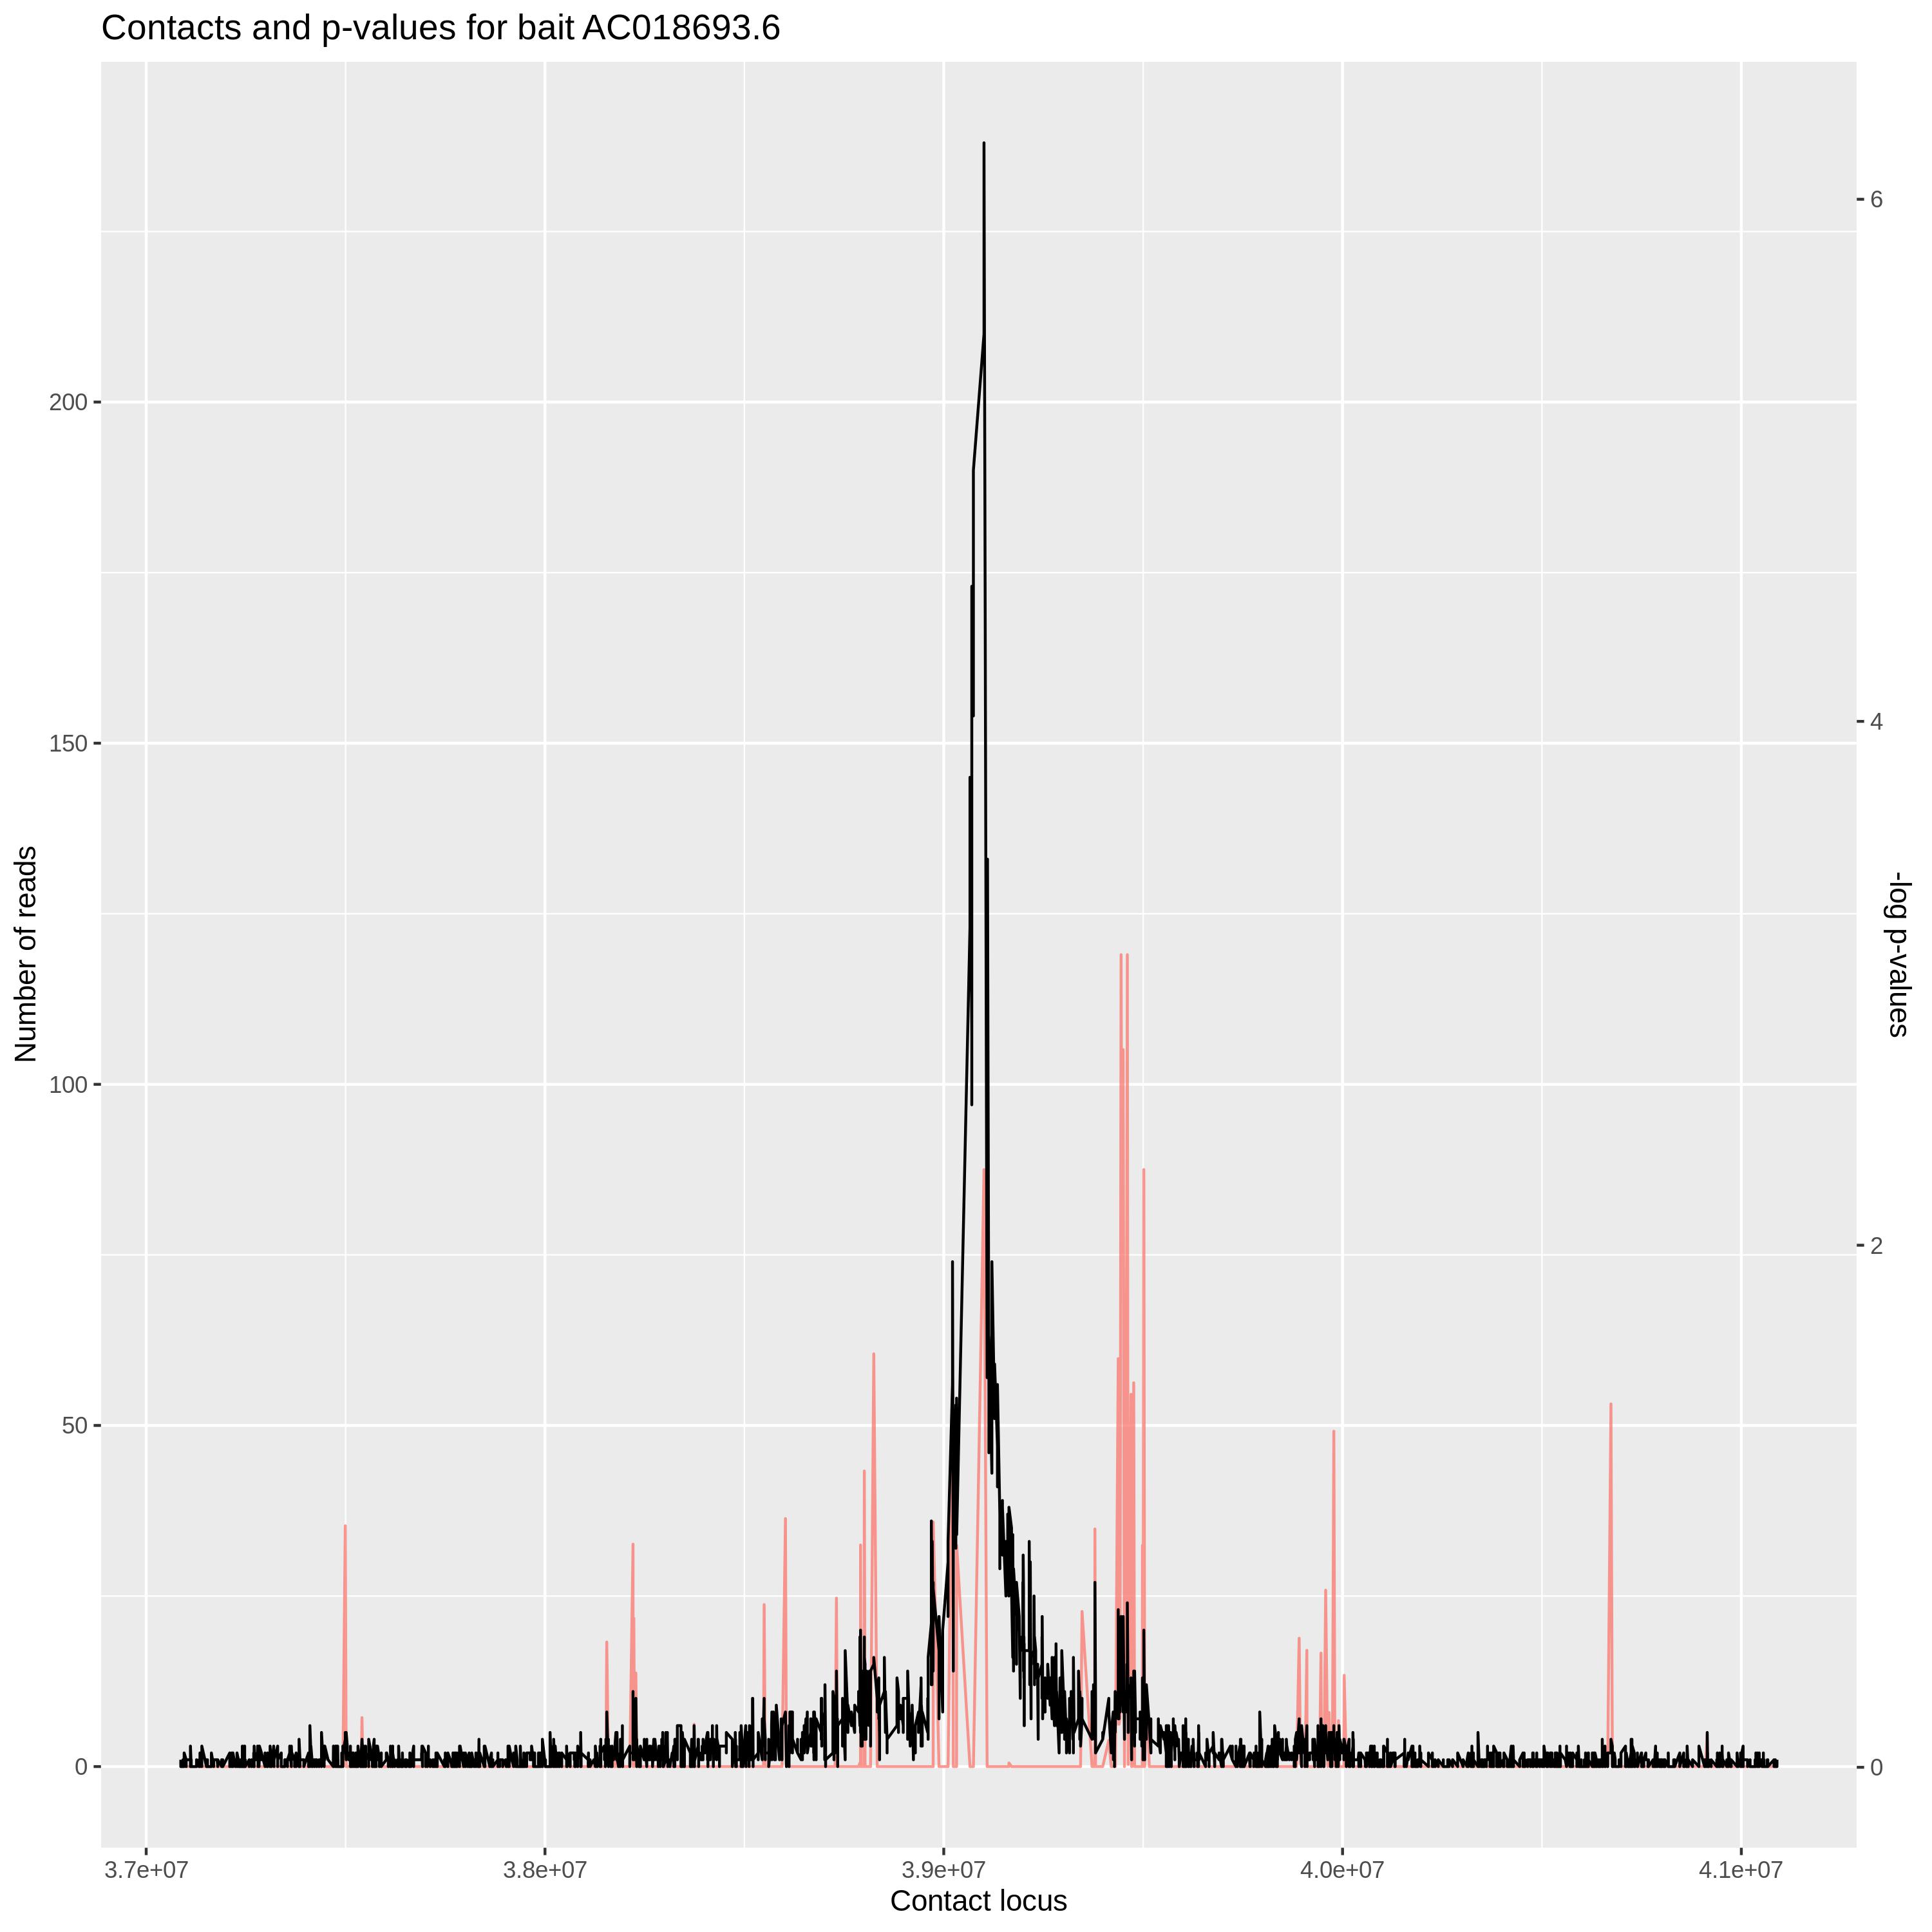 Contacts and p-values for bait AC018693.6
Number of reads
200
150
100
50
0
6
4
2
0
-log p-values
3.7e+07 3.8e+07 3.9e+07 4.0e+07 4.1e+07
Contact locus